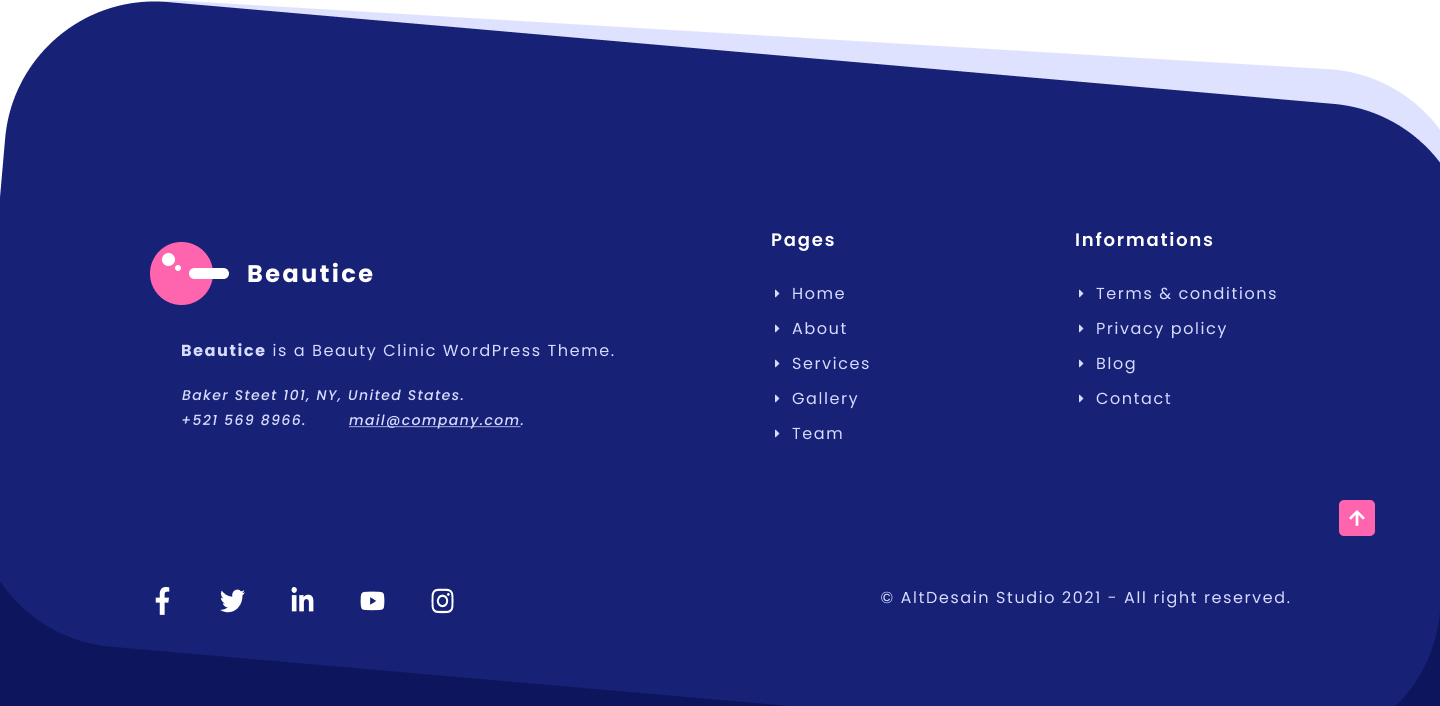 Beautice
Beautice is a Beauty Clinic WordPress Theme.
Baker Steet 101, NY, United States.
+521 569 8966. mail@company.com.
Pages
Home
About
Services
Gallery
Team
Informations
Terms & conditions
Privacy policy
Blog
Contact
© AltDesain Studio 2021 - All right reserved.